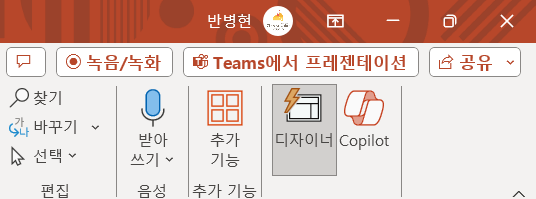 반병현
녹음/녹화
Teams에서 프레젠테이션
공유
찾기
바꾸기
선택
편집
받아
쓰기
음성
추가
기능
추가 기능
디자이너
Copilot